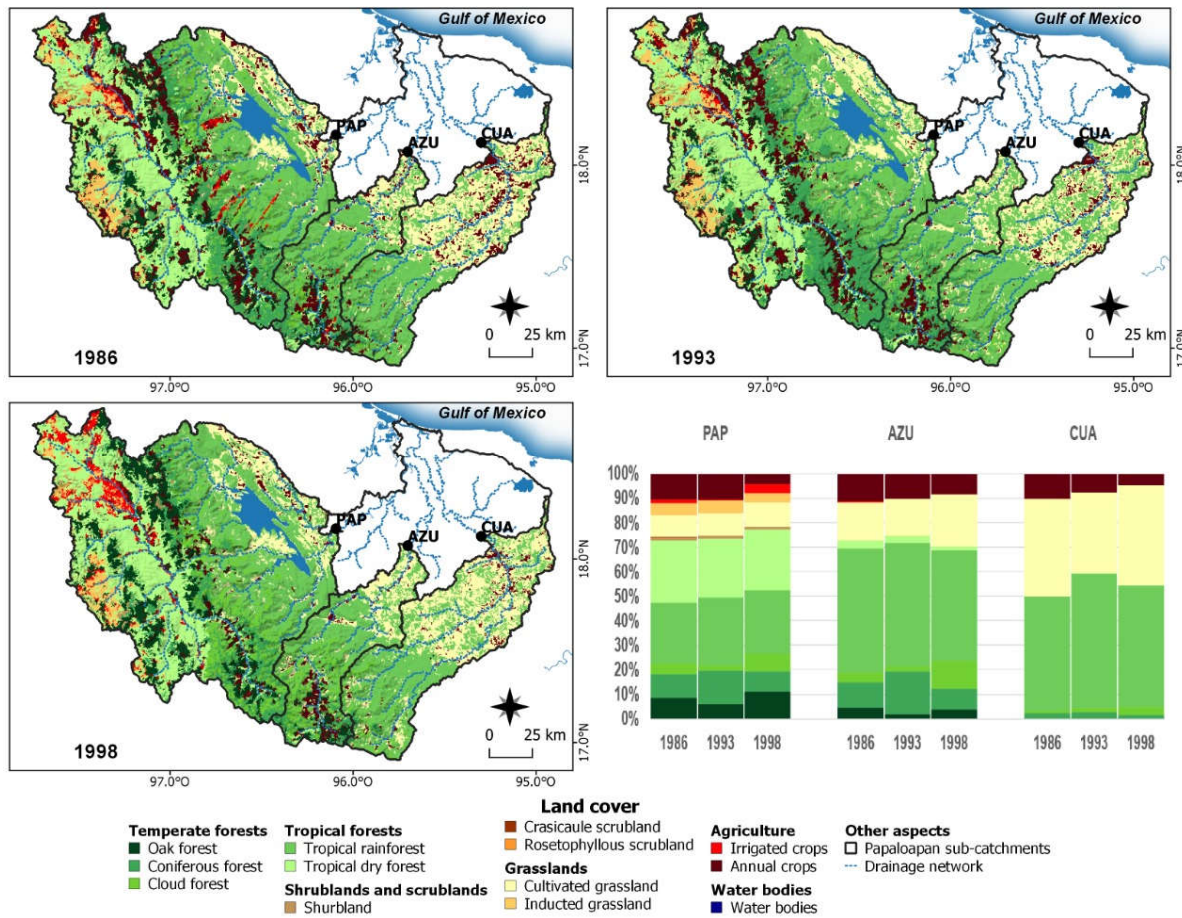 Gulf of Mexico
PAP
AZU
CUA
18.0°N
17.0°N
0 25 km
1986
97.0°O 96.0°O 95.0°O
Gulf of Mexico
PAP
AZU
CUA
18.0°N
17.0°N
0 25 km
1993
97.0°O 96.0°O 95.0°O
Gulf of Mexico
PAP
AZU
CUA
18.0°N
17.0°N
0 25 km
1998
97.0°O 96.0°O 95.0°O
PAP AZU CUA
100%
90%
80%
70%
60%
50%
40%
30%
20%
10%
0%
1986 1993 1998 1986 1993 1998 1986 1993 1998
Land cover
Temperate forests
Oak forest
Coniferous forest
Cloud forest
Tropical forests
Tropical rainforest
Tropical dry forest
Shrublands and scrublands
Shurbland
Crasicaule scrubland
Rosetophyllous scrubland
Grasslands
Cultivated grassland
Inducted grassland
Agriculture
Irrigated crops
Annual crops
Water bodies
Water bodies
Other aspects
Papaloapan sub-catchments
Drainage network